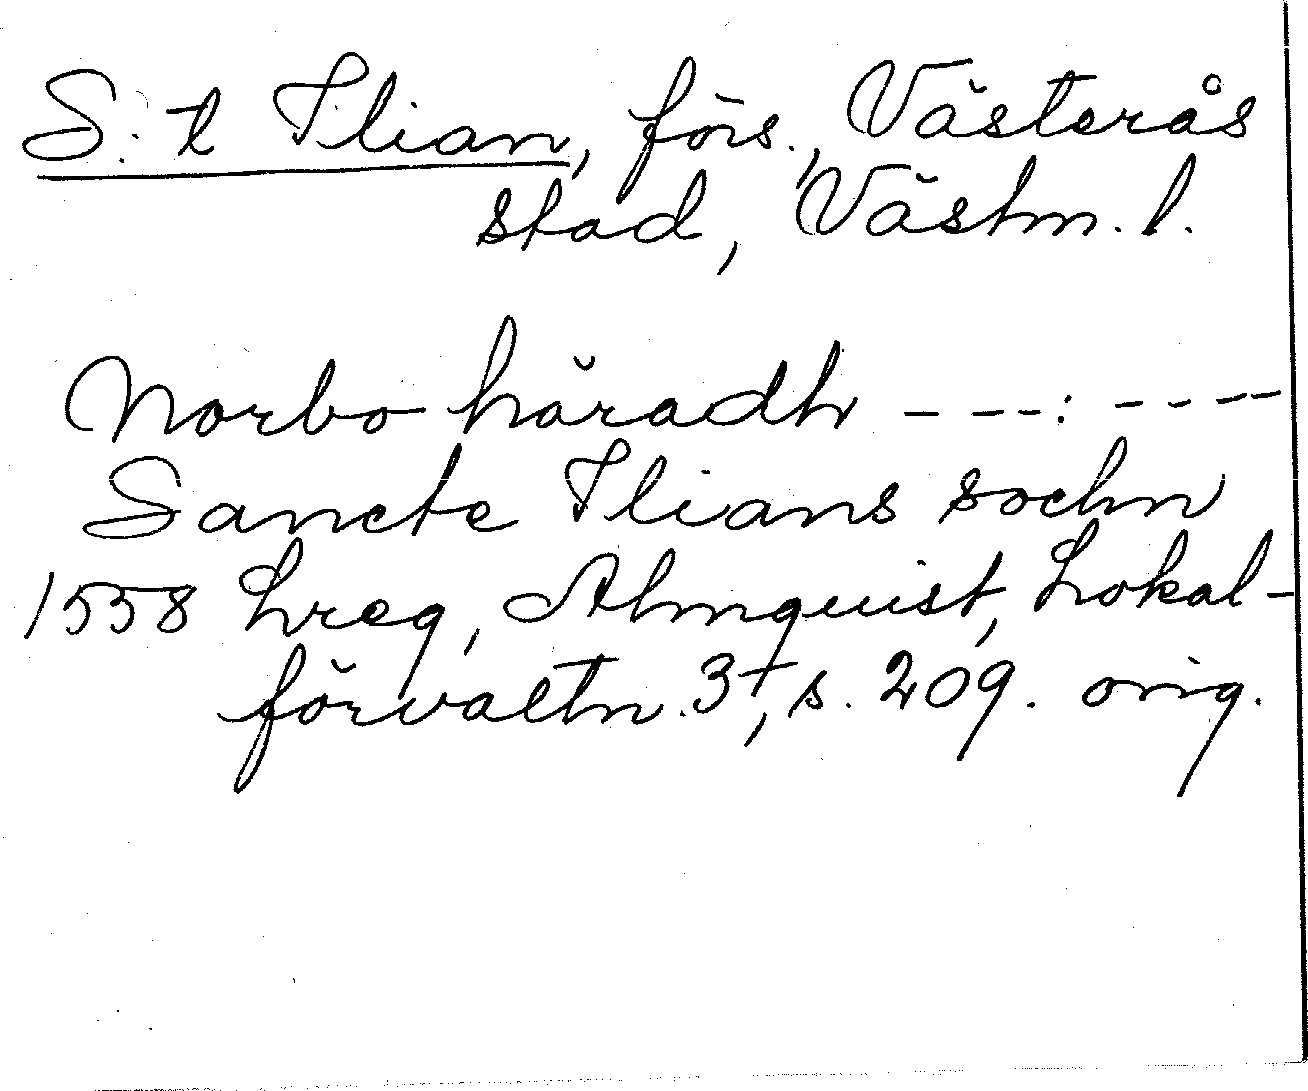 S:t Ilian, förs., Västerås
stad, Västm. l.
Norbo häradh - ---: ----
Sancte Ilians sochn
1558 Lreg, Almquist, Lokal-
förvaltn. 3†, s. 209. orig.